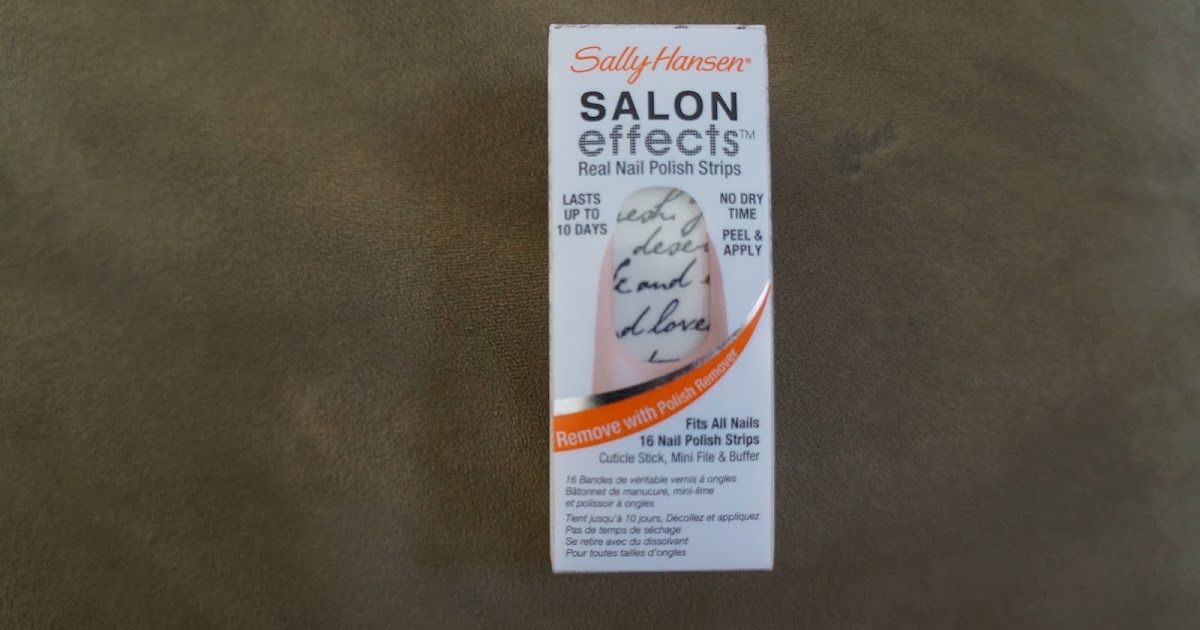 Sally Hansen®
SALON
effects™
Real Nail Polish Strips
LASTS
UP TO
10 DAYS
NO DRY
TIME
PEEL &
APPLY
esh
deser
and
d love
Remove with Polish Remover
Fits All Nails
16 Nail Polish Strips
Cuticle Stick, Mini File & Buffer
16 Bandes de véritable vernis à ongles
Bâtonnet de manucure, mini-lime
et polissoir à ongles
Tient jusqu'à 10 jours, Décollez et appliquez
Pas de temps de séchage
Se retire avec du dissolvant
Pour toutes tailles d'ongles